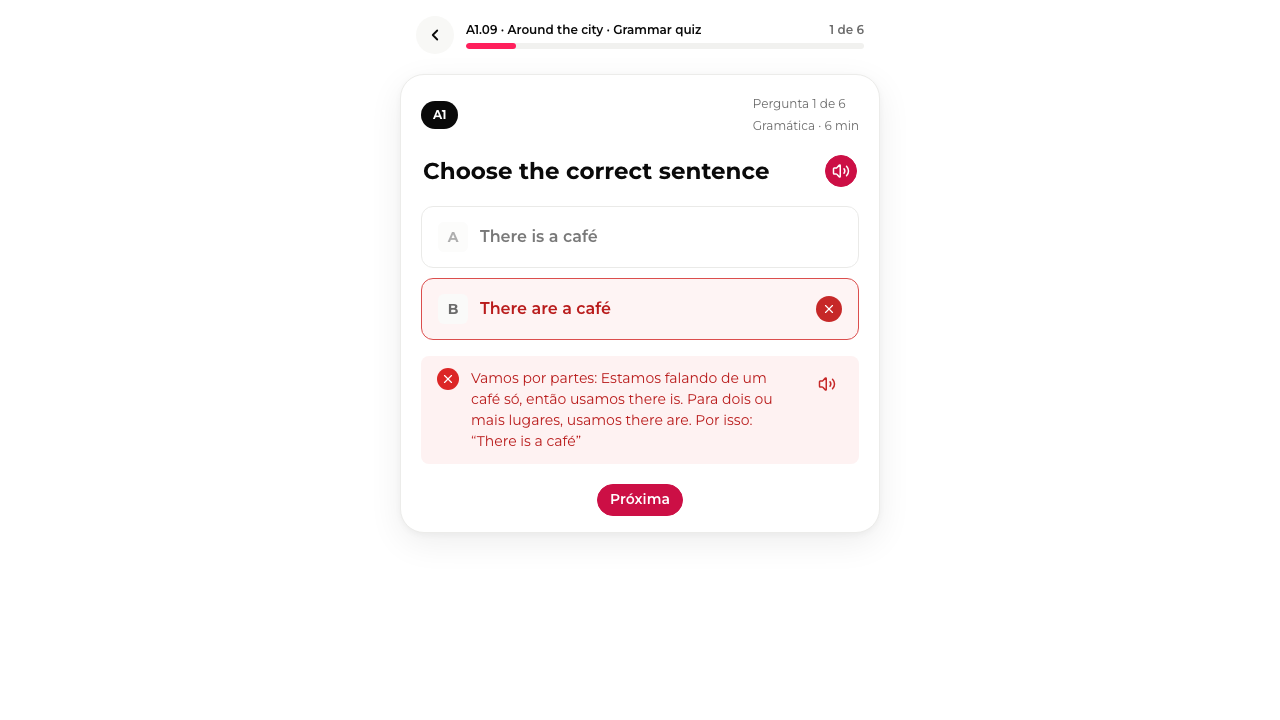 A1.09 · Around the city · Grammar quiz
1 de 6
A1
Pergunta 1 de 6
Gramática · 6 min
Choose the correct sentence
A
There is a café
B
There are a café
Vamos por partes: Estamos falando de um
café só, então usamos there is. Para dois ou
mais lugares, usamos there are. Por isso:
“There is a café”
Próxima